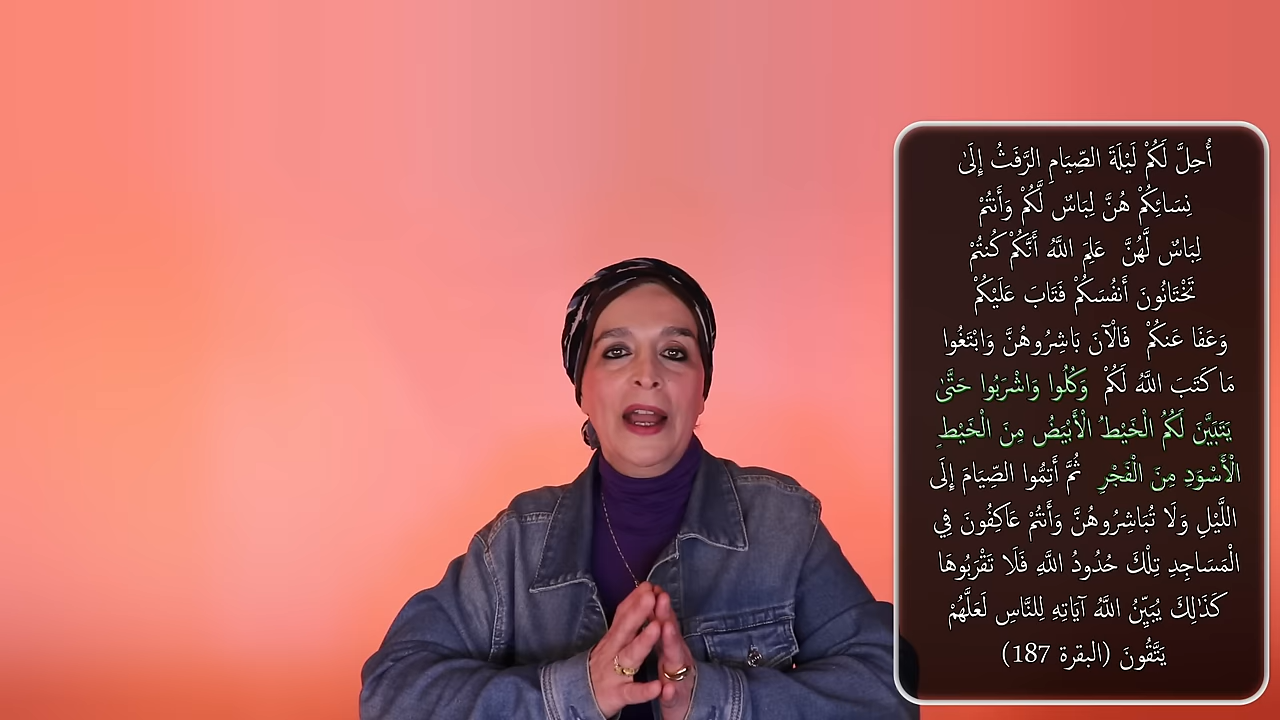 أُحِلَّ لَكُمْ لَيْلَةَ الصِّيَامِ الرَّفَثُ إِلَىٰ
نِسَائِكُمْ هُنَّ لِبَاسٌ لَّكُمْ وَأَنتُمْ
لِبَاسٌ لَّهُنَّ عَلِمَ اللَّهُ أَنَّكُمْ كُنتُمْ
تَخْتَانُونَ أَنفُسَكُمْ فَتَابَ عَلَيْكُمْ
وَعَفَا عَنكُمْ فَالْآنَ بَاشِرُوهُنَّ وَابْتَغُوا
مَا كَتَبَ اللَّهُ لَكُمْ وَكُلُوا وَاشْرَبُوا حَتَّىٰ
يَتَبَيَّنَ لَكُمُ الْخَيْطُ الْأَبْيَضُ مِنَ الْخَيْطِ
الْأَسْوَدِ مِنَ الْفَجْرِ ثُمَّ أَتِمُّوا الصِّيَامَ إِلَى
اللَّيْلِ وَلَا تُبَاشِرُوهُنَّ وَأَنتُمْ عَاكِفُونَ فِي
الْمَسَاجِدِ تِلْكَ حُدُودُ اللَّهِ فَلَا تَقْرَبُوهَا
كَذَٰلِكَ يُبَيِّنُ اللَّهُ آيَاتِهِ لِلنَّاسِ لَعَلَّهُمْ
يَتَّقُونَ (البقرة 187)